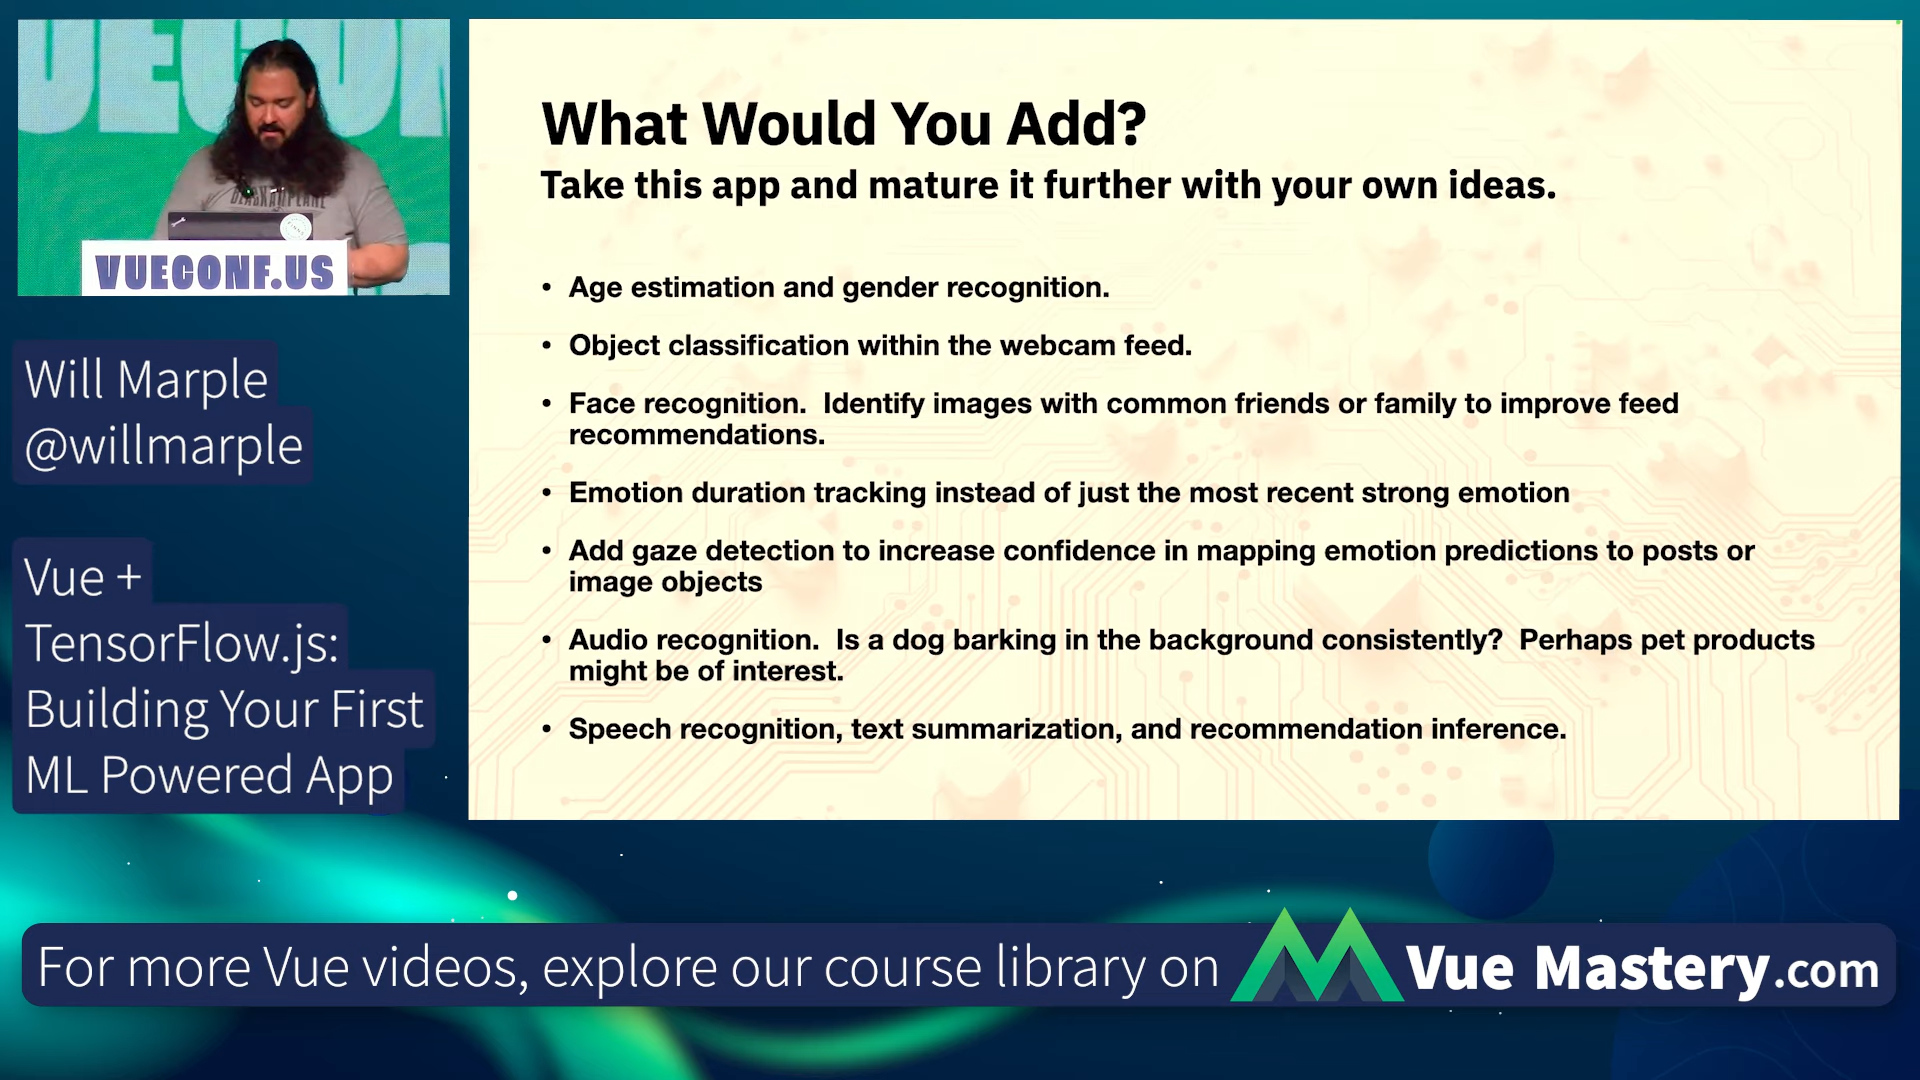 VUECONF.US
Will Marple
@willmarple
Vue +
TensorFlow.js:
Building Your First
ML Powered App
What Would You Add?
Take this app and mature it further with your own ideas.
• Age estimation and gender recognition.
• Object classification within the webcam feed.
• Face recognition.  Identify images with common friends or family to improve feed
recommendations.
• Emotion duration tracking instead of just the most recent strong emotion
• Add gaze detection to increase confidence in mapping emotion predictions to posts or
image objects
• Audio recognition.  Is a dog barking in the background consistently?  Perhaps pet products
might be of interest.
• Speech recognition, text summarization, and recommendation inference.
For more Vue videos, explore our course library on Vue Mastery.com